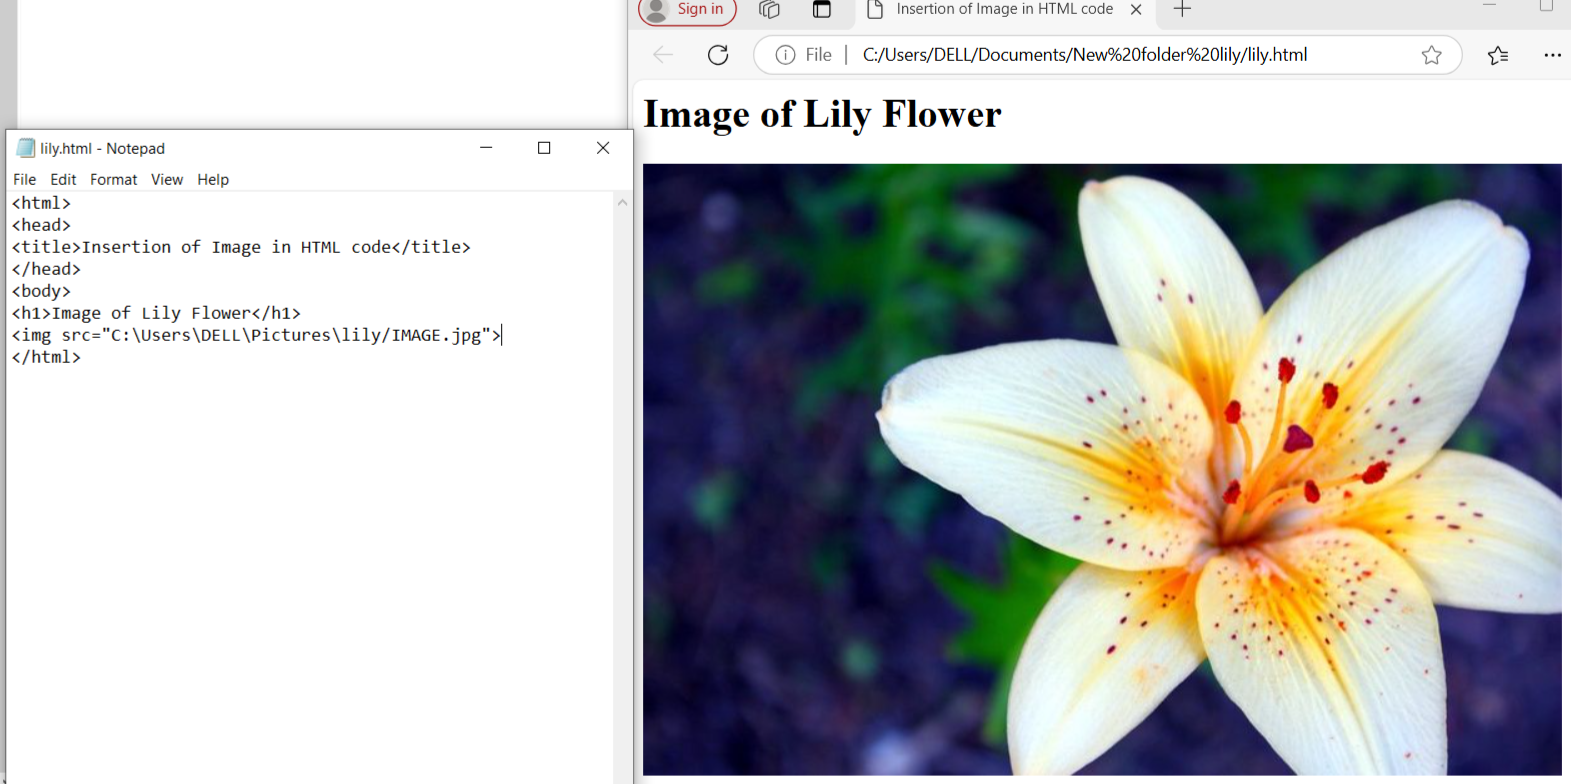 Sign in
Insertion of Image in HTML code
File | C:/Users/DELL/Documents/New%20folder%20lily/lily.html
Image of Lily Flower
lily.html - Notepad
File Edit Format View Help
<html>
<head>
<title>Insertion of Image in HTML code</title>
</head>
<body>
<h1>Image of Lily Flower</h1>
<img src="C:\Users\DELL\Pictures\lily/IMAGE.jpg">
</html>